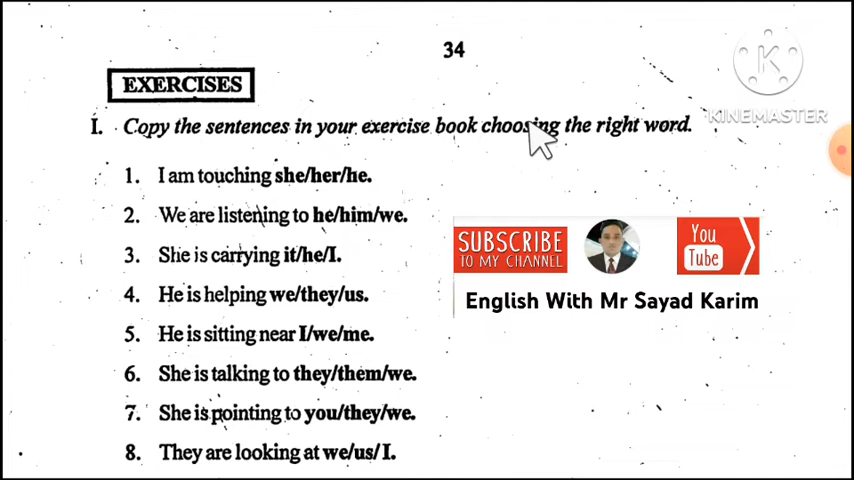 34
KINEMASTER
EXERCISES
I. Copy the sentences in your exercise book choosing the right word.
1. I am touching she/her/he.
2. We are listening to he/him/we.
3. She is carrying it/he/I.
4. He is helping we/they/us.
5. He is sitting near I/we/me.
6. She is talking to they/them/we.
7. She is pointing to you/they/we.
8. They are looking at we/us/I.
SUBSCRIBE
TO MY CHANNEL
You
Tube
English With Mr Sayad Karim